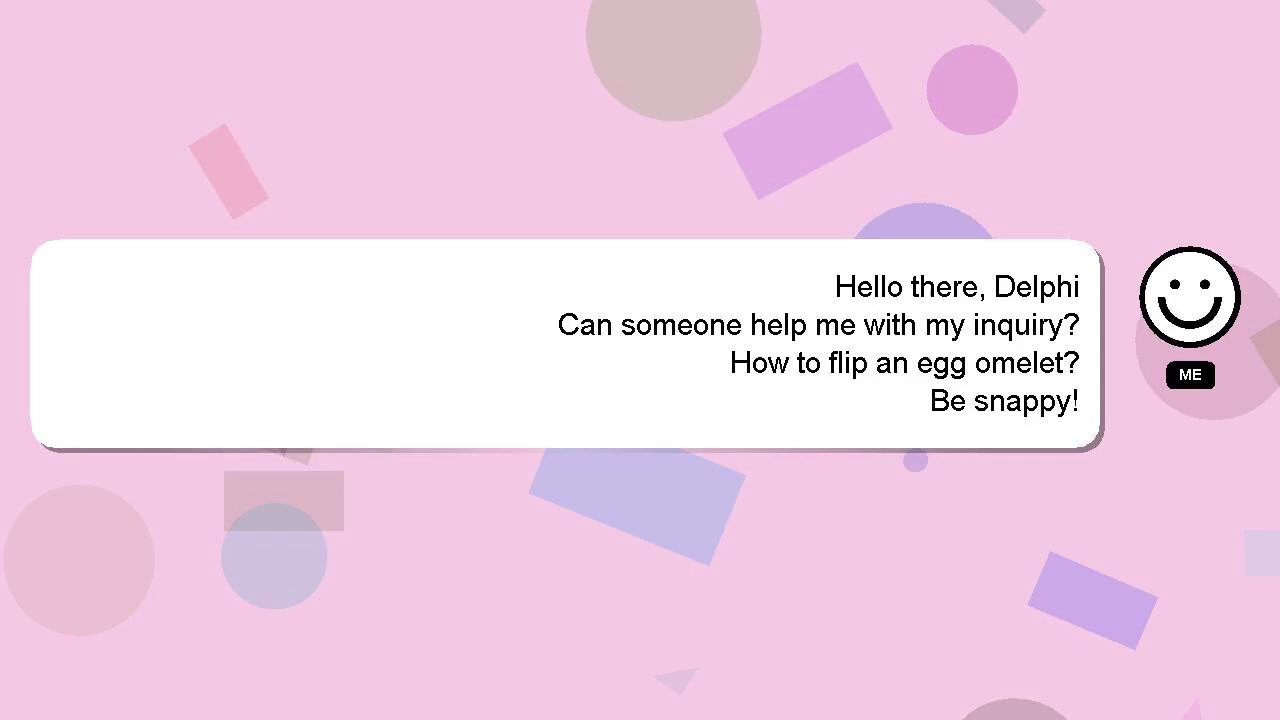 Hello there, Delphi
Can someone help me with my inquiry?
How to flip an egg omelet?
Be snappy!
ME